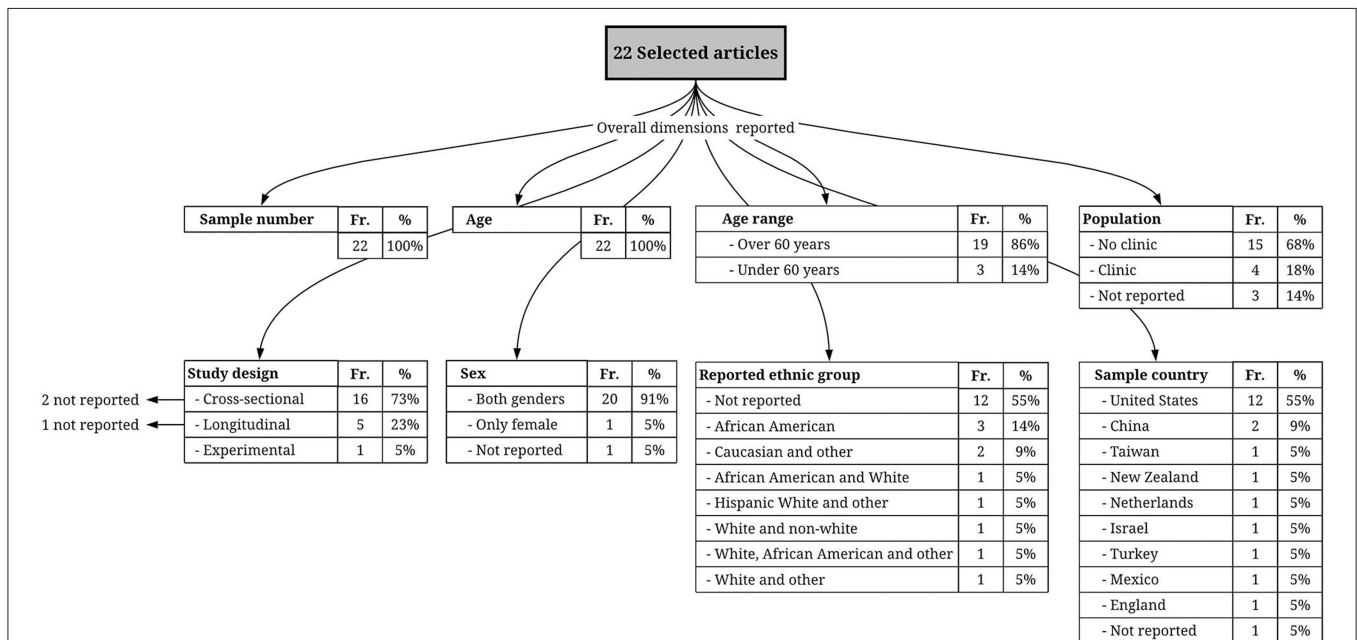 22 Selected articles
Overall dimensions reported
Sample number Fr. %
22 100%
Age Fr. %
22 100%
Age range Fr. %
- Over 60 years 19 86%
- Under 60 years 3 14%
Population Fr. %
- No clinic 15 68%
- Clinic 4 18%
- Not reported 3 14%
Study design Fr. %
2 not reported - Cross-sectional 16 73%
1 not reported - Longitudinal 5 23%
- Experimental 1 5%
Sex Fr. %
- Both genders 20 91%
- Only female 1 5%
- Not reported 1 5%
Reported ethnic group Fr. %
- Not reported 12 55%
- African American 3 14%
- Caucasian and other 2 9%
- African American and White 1 5%
- Hispanic White and other 1 5%
- White and non-white 1 5%
- White, African American and other 1 5%
- White and other 1 5%
Sample country Fr. %
- United States 12 55%
- China 2 9%
- Taiwan 1 5%
- New Zealand 1 5%
- Netherlands 1 5%
- Israel 1 5%
- Turkey 1 5%
- Mexico 1 5%
- England 1 5%
- Not reported 1 5%